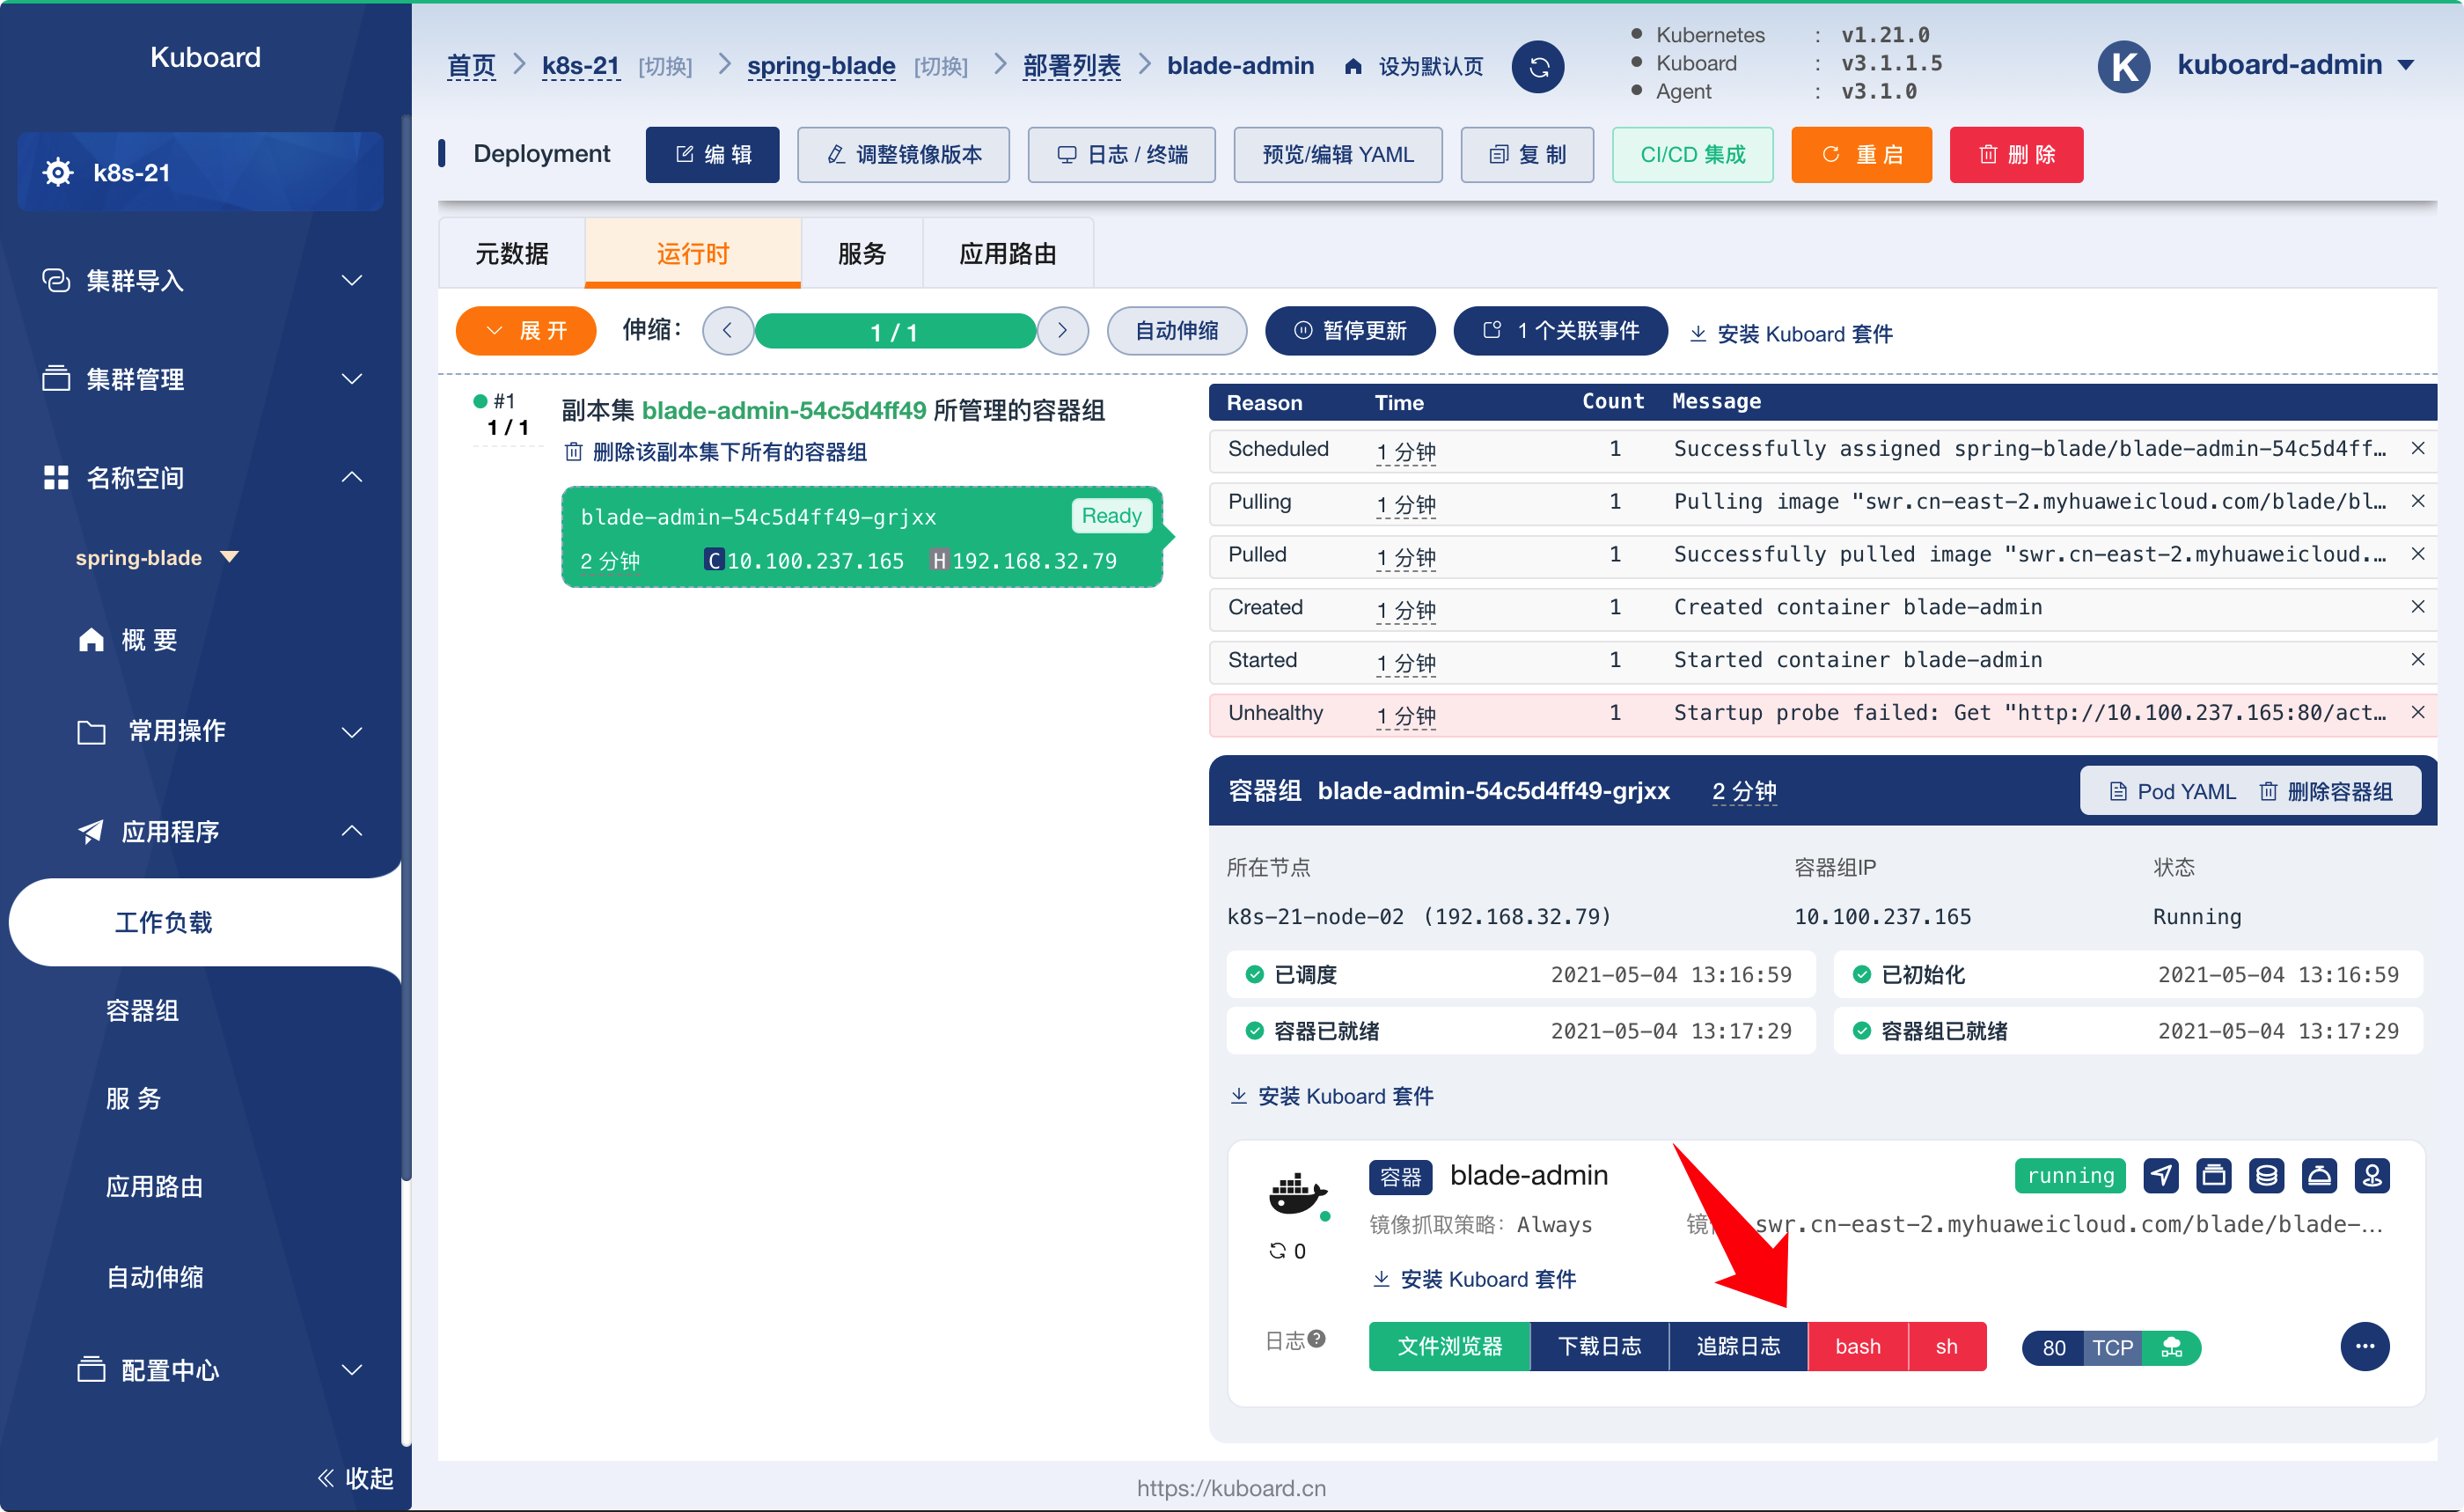 Kuboard
k8s-21
集群导入
集群管理
名称空间
spring-blade
概 要
常用操作
应用程序
工作负载
容器组
服 务
应用路由
自动伸缩
配置中心
收起
首页 k8s-21 [切换] spring-blade [切换] 部署列表 blade-admin 设为默认页
Kubernetes : v1.21.0
Kuboard : v3.1.1.5
Agent : v3.1.0
K kuboard-admin
Deployment 编 辑 调整镜像版本 日志 / 终端 预览/编辑 YAML 复 制 CI/CD 集成 重 启 删 除
元数据 运行时 服务 应用路由
展 开 伸缩： 1 / 1 自动伸缩 暂停更新 1 个关联事件 安装 Kuboard 套件
#1
1 / 1
副本集 blade-admin-54c5d4ff49 所管理的容器组
删除该副本集下所有的容器组
blade-admin-54c5d4ff49-grjxx Ready
2 分钟 C 10.100.237.165 H 192.168.32.79
Reason Time Count Message
Scheduled 1 分钟 1 Successfully assigned spring-blade/blade-admin-54c5d4ff…
Pulling 1 分钟 1 Pulling image "swr.cn-east-2.myhuaweicloud.com/blade/bl…
Pulled 1 分钟 1 Successfully pulled image "swr.cn-east-2.myhuaweicloud.…
Created 1 分钟 1 Created container blade-admin
Started 1 分钟 1 Started container blade-admin
Unhealthy 1 分钟 1 Startup probe failed: Get "http://10.100.237.165:80/act…
容器组 blade-admin-54c5d4ff49-grjxx 2 分钟 Pod YAML 删除容器组
所在节点 容器组IP 状态
k8s-21-node-02 (192.168.32.79) 10.100.237.165 Running
已调度 2021-05-04 13:16:59 已初始化 2021-05-04 13:16:59
容器已就绪 2021-05-04 13:17:29 容器组已就绪 2021-05-04 13:17:29
安装 Kuboard 套件
容器 blade-admin running
镜像抓取策略： Always 镜 swr.cn-east-2.myhuaweicloud.com/blade/blade-…
0
安装 Kuboard 套件
日志 文件浏览器 下载日志 追踪日志 bash sh 80 TCP
https://kuboard.cn